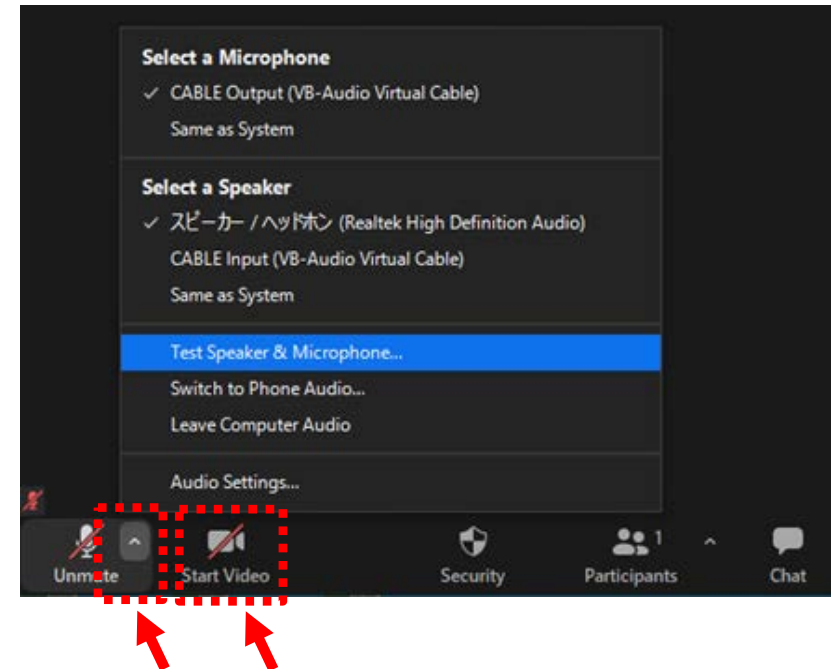 Select a Microphone
CABLE Output (VB-Audio Virtual Cable)
Same as System
Select a Speaker
スピーカー / ヘッドホン (Realtek High Definition Audio)
CABLE Input (VB-Audio Virtual Cable)
Same as System
Test Speaker & Microphone...
Switch to Phone Audio...
Leave Computer Audio
Audio Settings...
1
Unmute Start Video Security Participants Chat